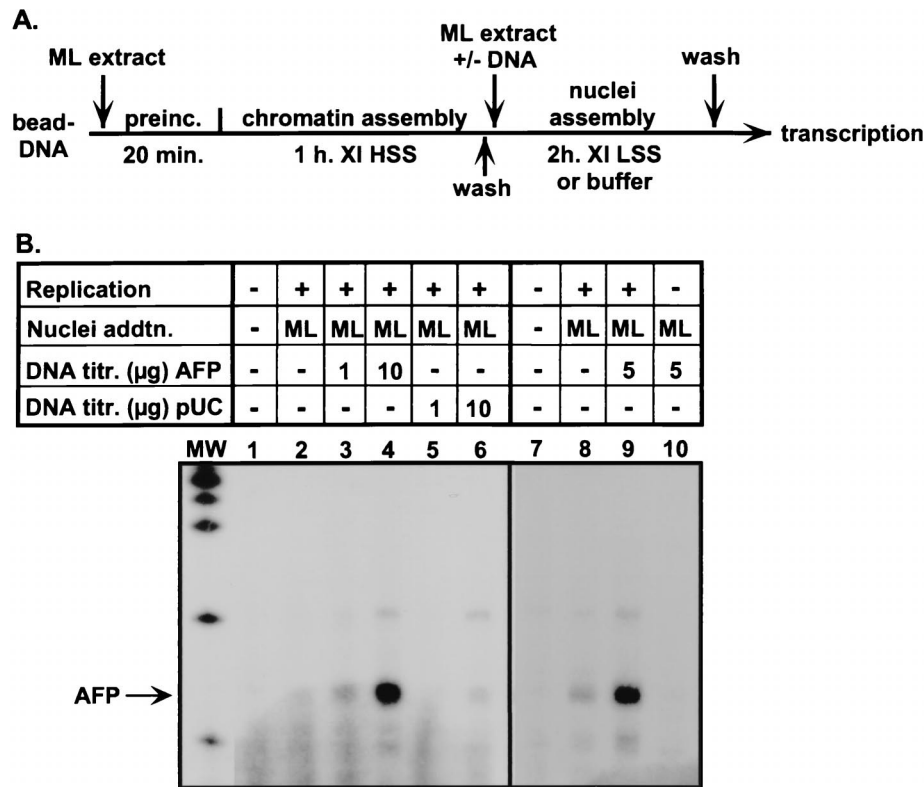 A.
ML extract
ML extract
+/- DNA
wash
bead-
DNA
preinc.
chromatin assembly
nuclei
assembly
transcription
20 min.
1 h. XI HSS
wash
2h. XI LSS
or buffer
B.
Replication - + + + + + - + + -
Nuclei addtn. - ML ML ML ML ML - ML ML ML
DNA titr. (µg) AFP - - 1 10 - - - - 5 5
DNA titr. (µg) pUC - - - - 1 10 - - - -
MW 1 2 3 4 5 6 7 8 9 10
AFP